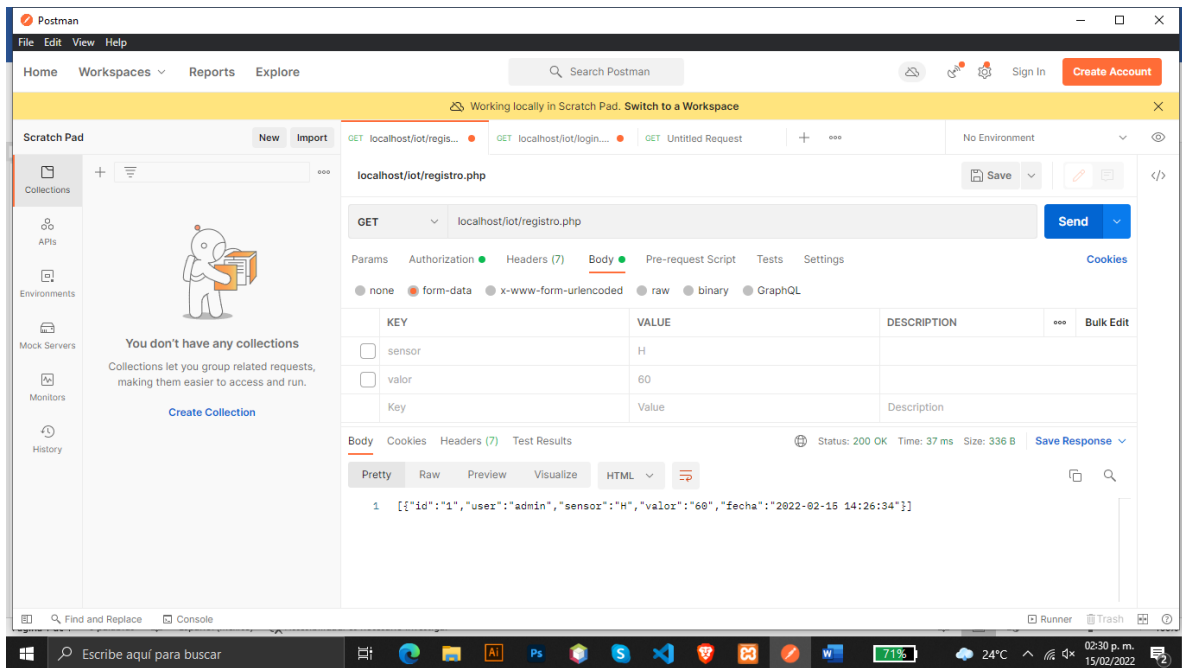 Postman
File Edit View Help
Home Workspaces Reports Explore Search Postman Sign In Create Account
Working locally in Scratch Pad. Switch to a Workspace
Scratch Pad New Import GET localhost/iot/regis... GET localhost/iot/login.... GET Untitled Request No Environment
localhost/iot/registro.php Save
GET localhost/iot/registro.php Send
Params Authorization Headers (7) Body Pre-request Script Tests Settings Cookies
none form-data x-www-form-urlencoded raw binary GraphQL
KEY VALUE DESCRIPTION Bulk Edit
sensor H
valor 60
Key Value Description
Collections
APIs
Environments
Mock Servers
Monitors
History
You don't have any collections
Collections let you group related requests,
making them easier to access and run.
Create Collection
Body Cookies Headers (7) Test Results Status: 200 OK Time: 37 ms Size: 336 B Save Response
Pretty Raw Preview Visualize HTML
1 [{"id":"1","user":"admin","sensor":"H","valor":"60","fecha":"2022-02-15 14:26:34"}]
Find and Replace Console Runner Trash
Escribe aquí para buscar Ai Ps S W 71% 24°C 02:30 p. m.
15/02/2022 2